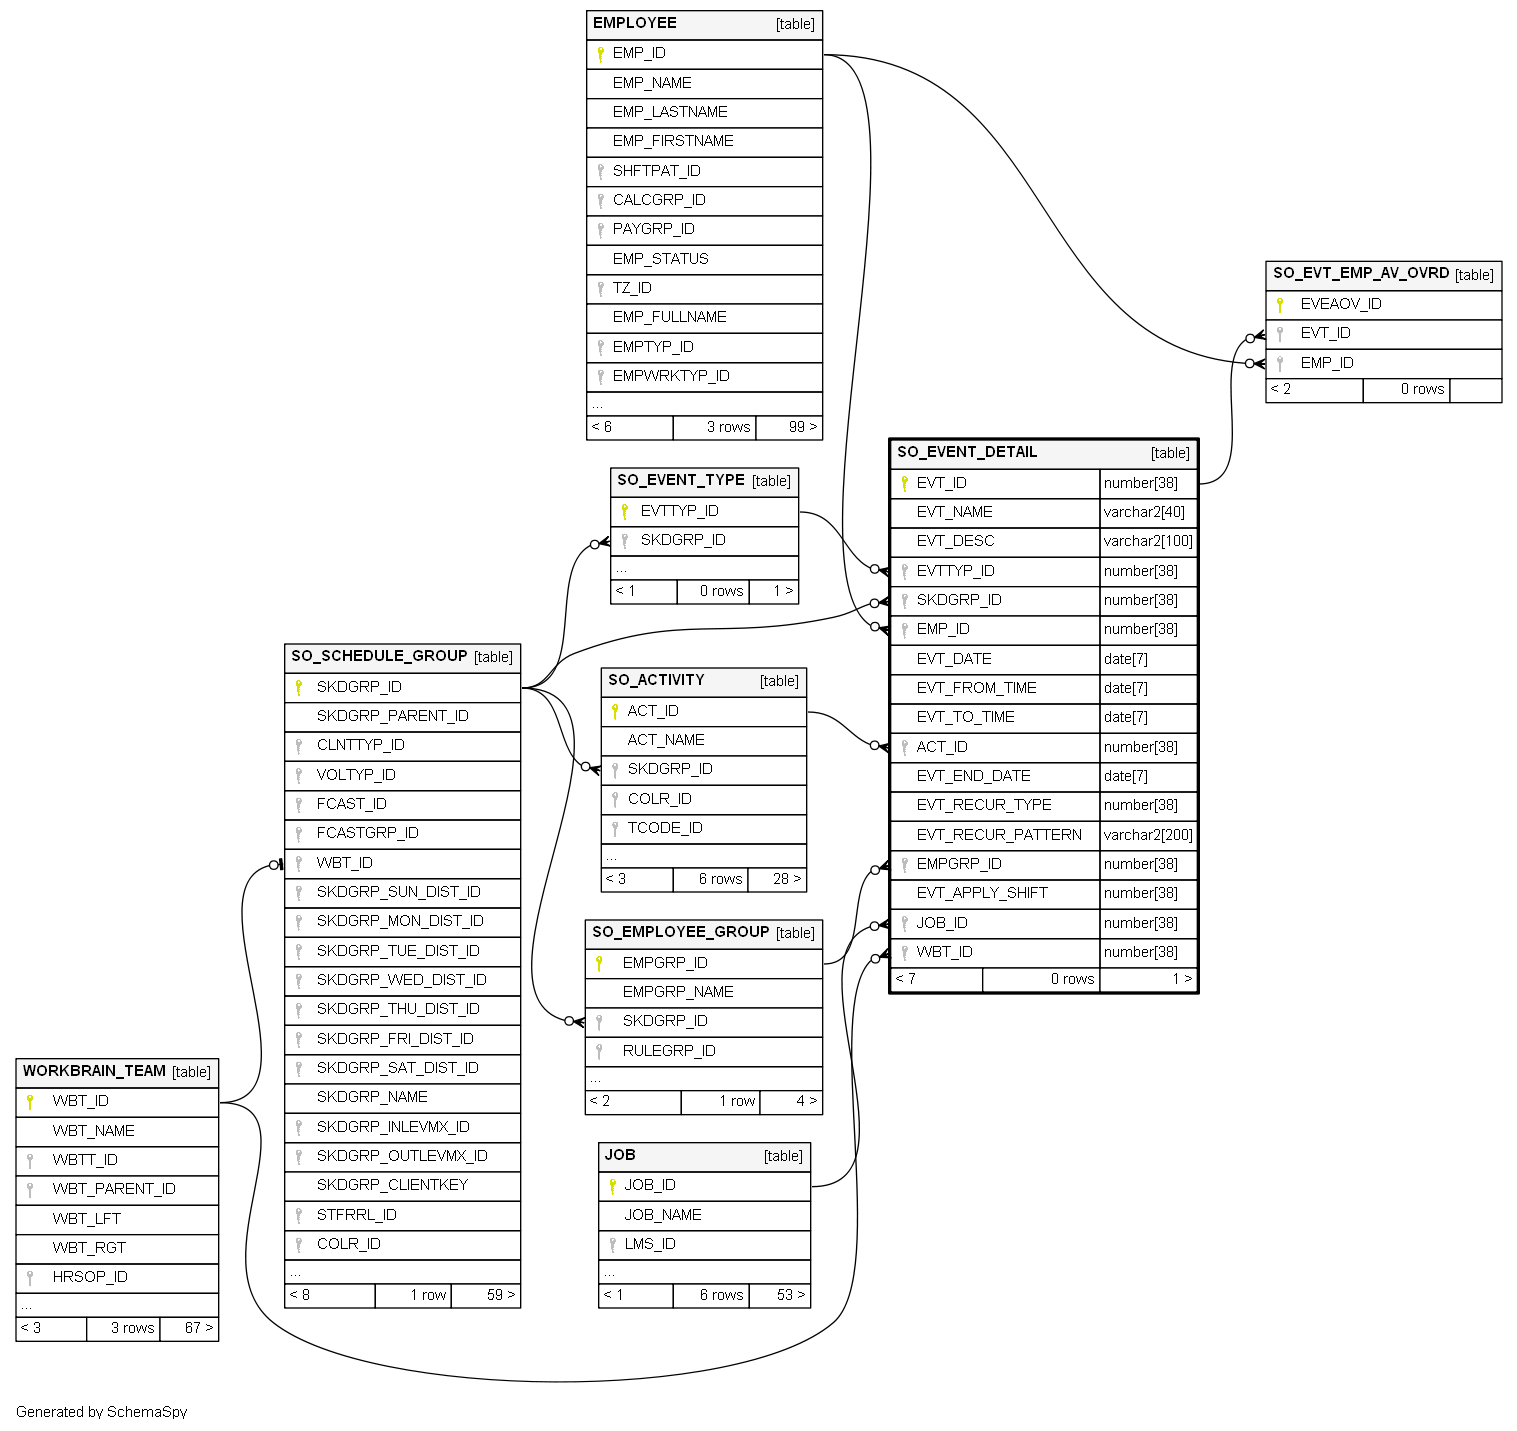 EMPLOYEE [table]
EMP_ID
EMP_NAME
EMP_LASTNAME
EMP_FIRSTNAME
SHFTPAT_ID
CALCGRP_ID
PAYGRP_ID
EMP_STATUS
TZ_ID
EMP_FULLNAME
EMPTYP_ID
EMPWRKTYP_ID
...
< 6 3 rows 99 >
SO_EVT_EMP_AV_OVRD [table]
EVEAOV_ID
EVT_ID
EMP_ID
< 2 0 rows
SO_EVENT_DETAIL [table]
EVT_ID number[38]
EVT_NAME varchar2[40]
EVT_DESC varchar2[100]
EVTTYP_ID number[38]
SKDGRP_ID number[38]
EMP_ID number[38]
EVT_DATE date[7]
EVT_FROM_TIME date[7]
EVT_TO_TIME date[7]
ACT_ID number[38]
EVT_END_DATE date[7]
EVT_RECUR_TYPE number[38]
EVT_RECUR_PATTERN varchar2[200]
EMPGRP_ID number[38]
EVT_APPLY_SHIFT number[38]
JOB_ID number[38]
WBT_ID number[38]
< 7 0 rows 1 >
SO_EVENT_TYPE [table]
EVTTYP_ID
SKDGRP_ID
...
< 1 0 rows 1 >
SO_SCHEDULE_GROUP [table]
SKDGRP_ID
SKDGRP_PARENT_ID
CLNTTYP_ID
VOLTYP_ID
FCAST_ID
FCASTGRP_ID
WBT_ID
SKDGRP_SUN_DIST_ID
SKDGRP_MON_DIST_ID
SKDGRP_TUE_DIST_ID
SKDGRP_WED_DIST_ID
SKDGRP_THU_DIST_ID
SKDGRP_FRI_DIST_ID
SKDGRP_SAT_DIST_ID
SKDGRP_NAME
SKDGRP_INLEVMX_ID
SKDGRP_OUTLEVMX_ID
SKDGRP_CLIENTKEY
STFRRL_ID
COLR_ID
...
< 8 1 row 59 >
SO_ACTIVITY [table]
ACT_ID
ACT_NAME
SKDGRP_ID
COLR_ID
TCODE_ID
...
< 3 6 rows 28 >
SO_EMPLOYEE_GROUP [table]
EMPGRP_ID
EMPGRP_NAME
SKDGRP_ID
RULEGRP_ID
...
< 2 1 row 4 >
WORKBRAIN_TEAM [table]
WBT_ID
WBT_NAME
WBTT_ID
WBT_PARENT_ID
WBT_LFT
WBT_RGT
HRSOP_ID
...
< 3 3 rows 67 >
JOB [table]
JOB_ID
JOB_NAME
LMS_ID
...
< 1 6 rows 53 >
Generated by SchemaSpy